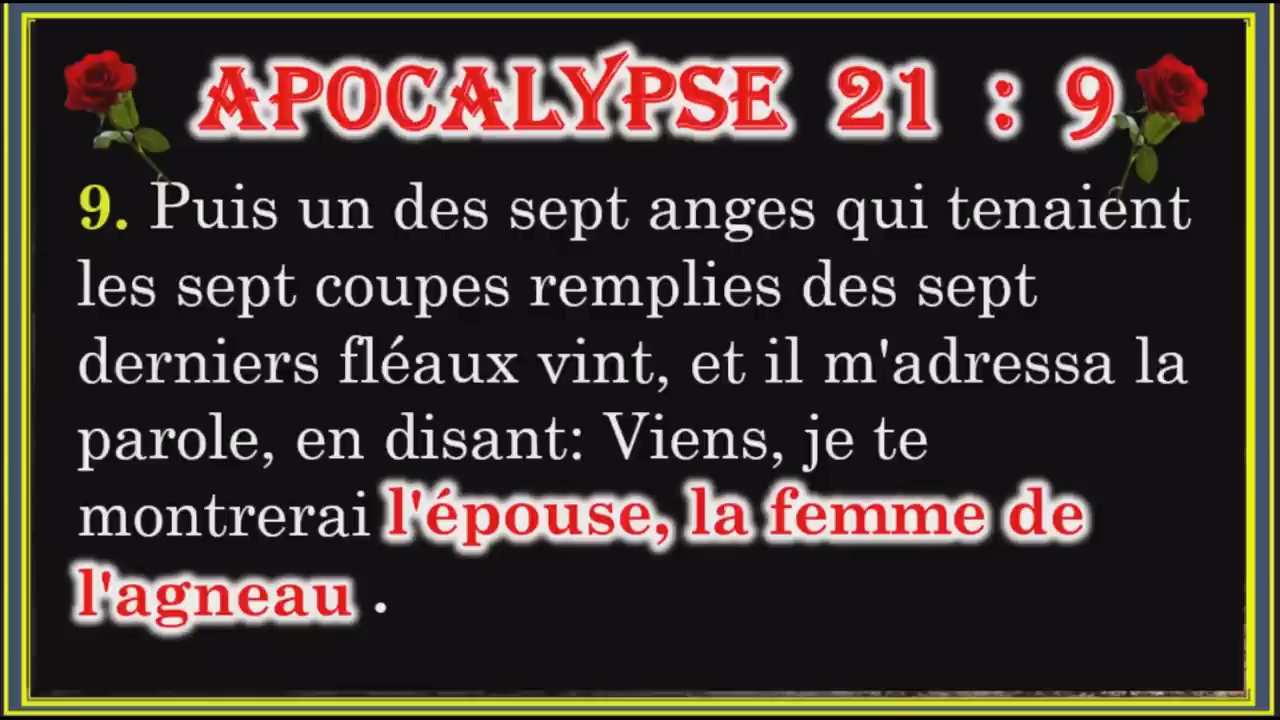 APOCALYPSE 21 : 9
9. Puis un des sept anges qui tenaient
les sept coupes remplies des sept
derniers fléaux vint, et il m'adressa la
parole, en disant: Viens, je te
montrerai l'épouse, la femme de
l'agneau .